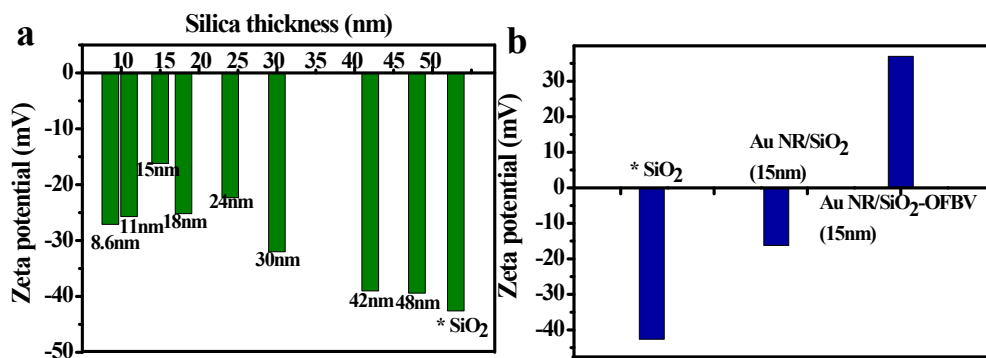 a
Silica thickness (nm)
10 15 20 25 30 35 40 45 50
Zeta potential (mV)
0
-10
-20
-30
-40
-50
8.6nm
11nm
15nm
18nm
24nm
30nm
42nm
48nm
* SiO2
b
Zeta potential (mV)
30
20
10
0
-10
-20
-30
-40
* SiO2
Au NR/SiO2
(15nm)
Au NR/SiO2-OFBV
(15nm)